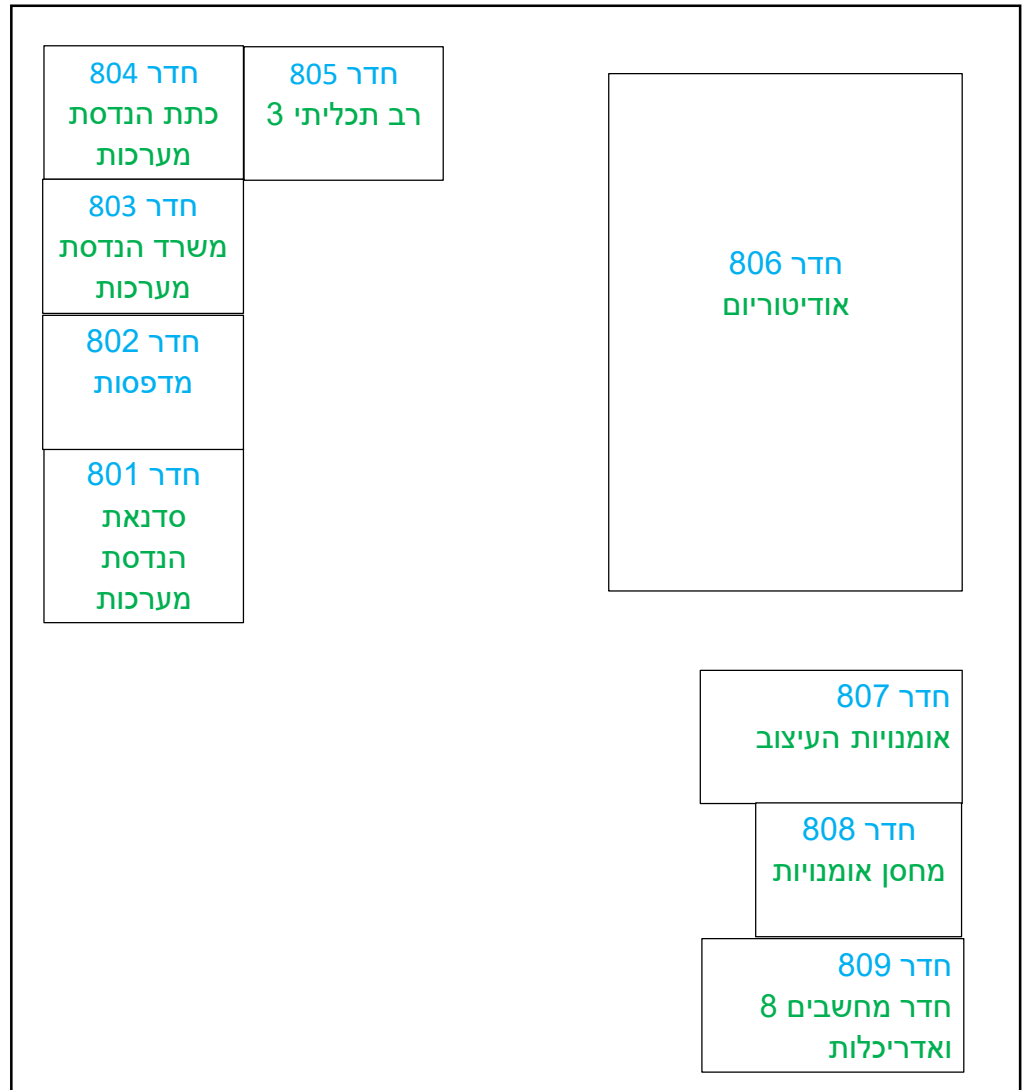 חדר 804
כתת הנדסת
מערכות
חדר 805
רב תכליתי 3
חדר 803
משרד הנדסת
מערכות
חדר 802
מדפסות
חדר 801
סדנאת
הנדסת
מערכות
חדר 806
אודיטוריום
חדר 807
אומנויות העיצוב
חדר 808
מחסן אומנויות
חדר 809
חדר מחשבים 8
ואדריכלות